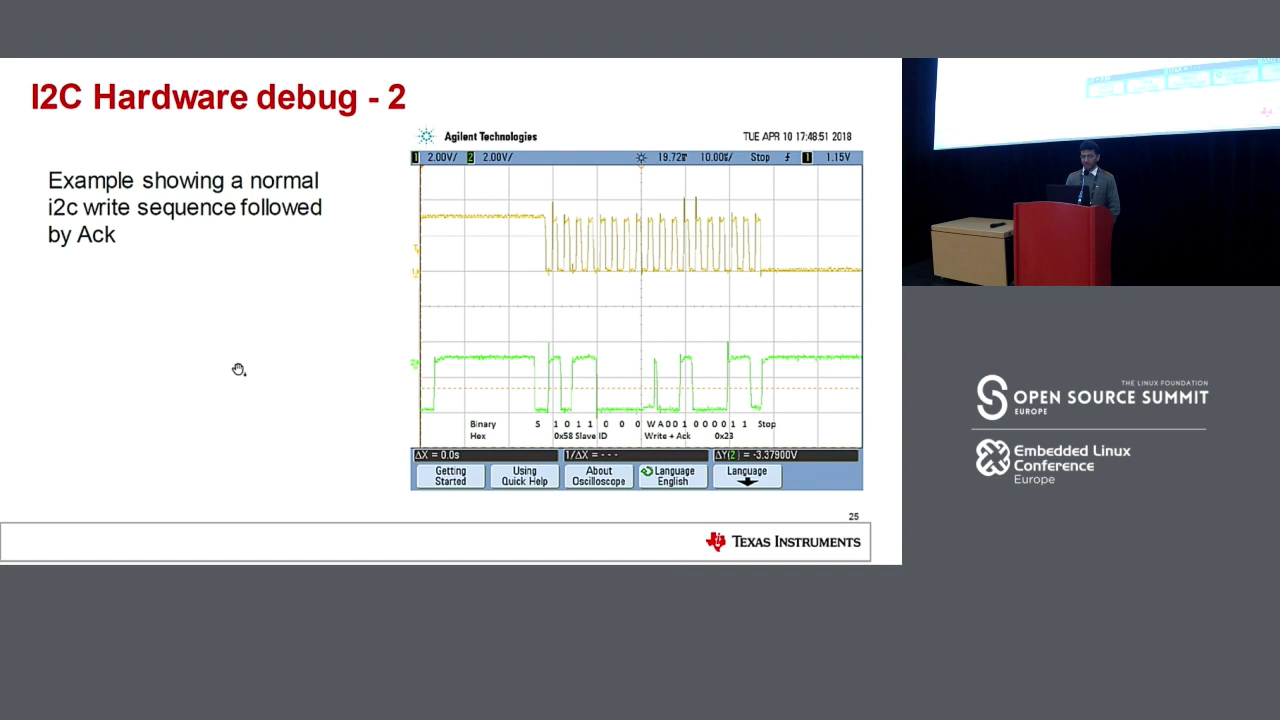 I2C Hardware debug - 2
Example showing a normal
i2c write sequence followed
by Ack
Agilent Technologies
TUE APR 10 17:48:51 2018
1 2.00V/ 2 2.00V/ 10.00%/ Stop 1 1.15V
Binary S 1 0 1 1 0 0 0 W A 0 0 1 0 0 0 1 1 Stop
Hex 0x58 Slave ID Write + Ack 0x23
ΔX = 0.0s 1/ΔX = - - - ΔY(2) = -3.37900V
Getting
Started
Using
Quick Help
About
Oscilloscope
Language
English
Language
25
TEXAS INSTRUMENTS
THE LINUX FOUNDATION
OPEN SOURCE SUMMIT
EUROPE
Embedded Linux
Conference
Europe